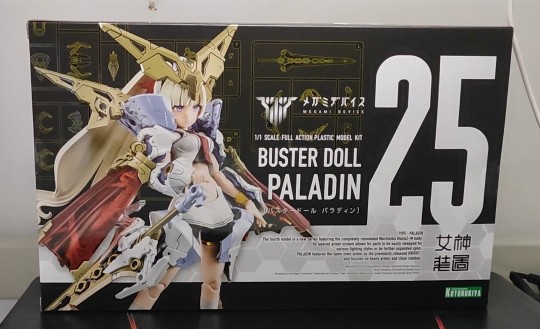 メガミデバイス
MEGAMI DEVICE
1/1 SCALE FULL ACTION PLASTIC MODEL KIT
BUSTER DOLL
PALADIN
[バスタードール パラディン]
25
女神
装置
TYPE : PALADIN
KOTOBUKIYA